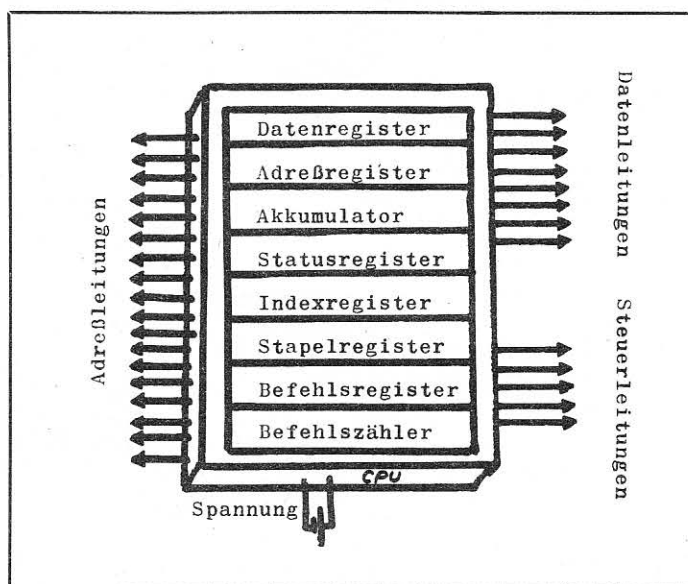 Datenregister
Adreßregister
Akkumulator
Statusregister
Indexregister
Stapelregister
Befehlsregister
Befehlszähler
CPU
Spannung
Adreßleitungen
Datenleitungen
Steuerleitungen